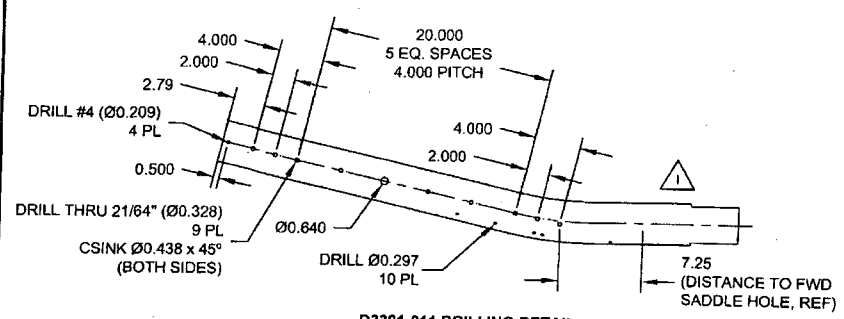 20.000
5 EQ. SPACES
4.000 PITCH
4.000
2.000
2.79
DRILL #4 (Ø0.209)
4 PL
0.500
4.000
2.000
1
DRILL THRU 21/64" (Ø0.328)
9 PL
CSINK Ø0.438 x 45°
(BOTH SIDES)
Ø0.640
DRILL Ø0.297
10 PL
7.25
(DISTANCE TO FWD
SADDLE HOLE, REF)